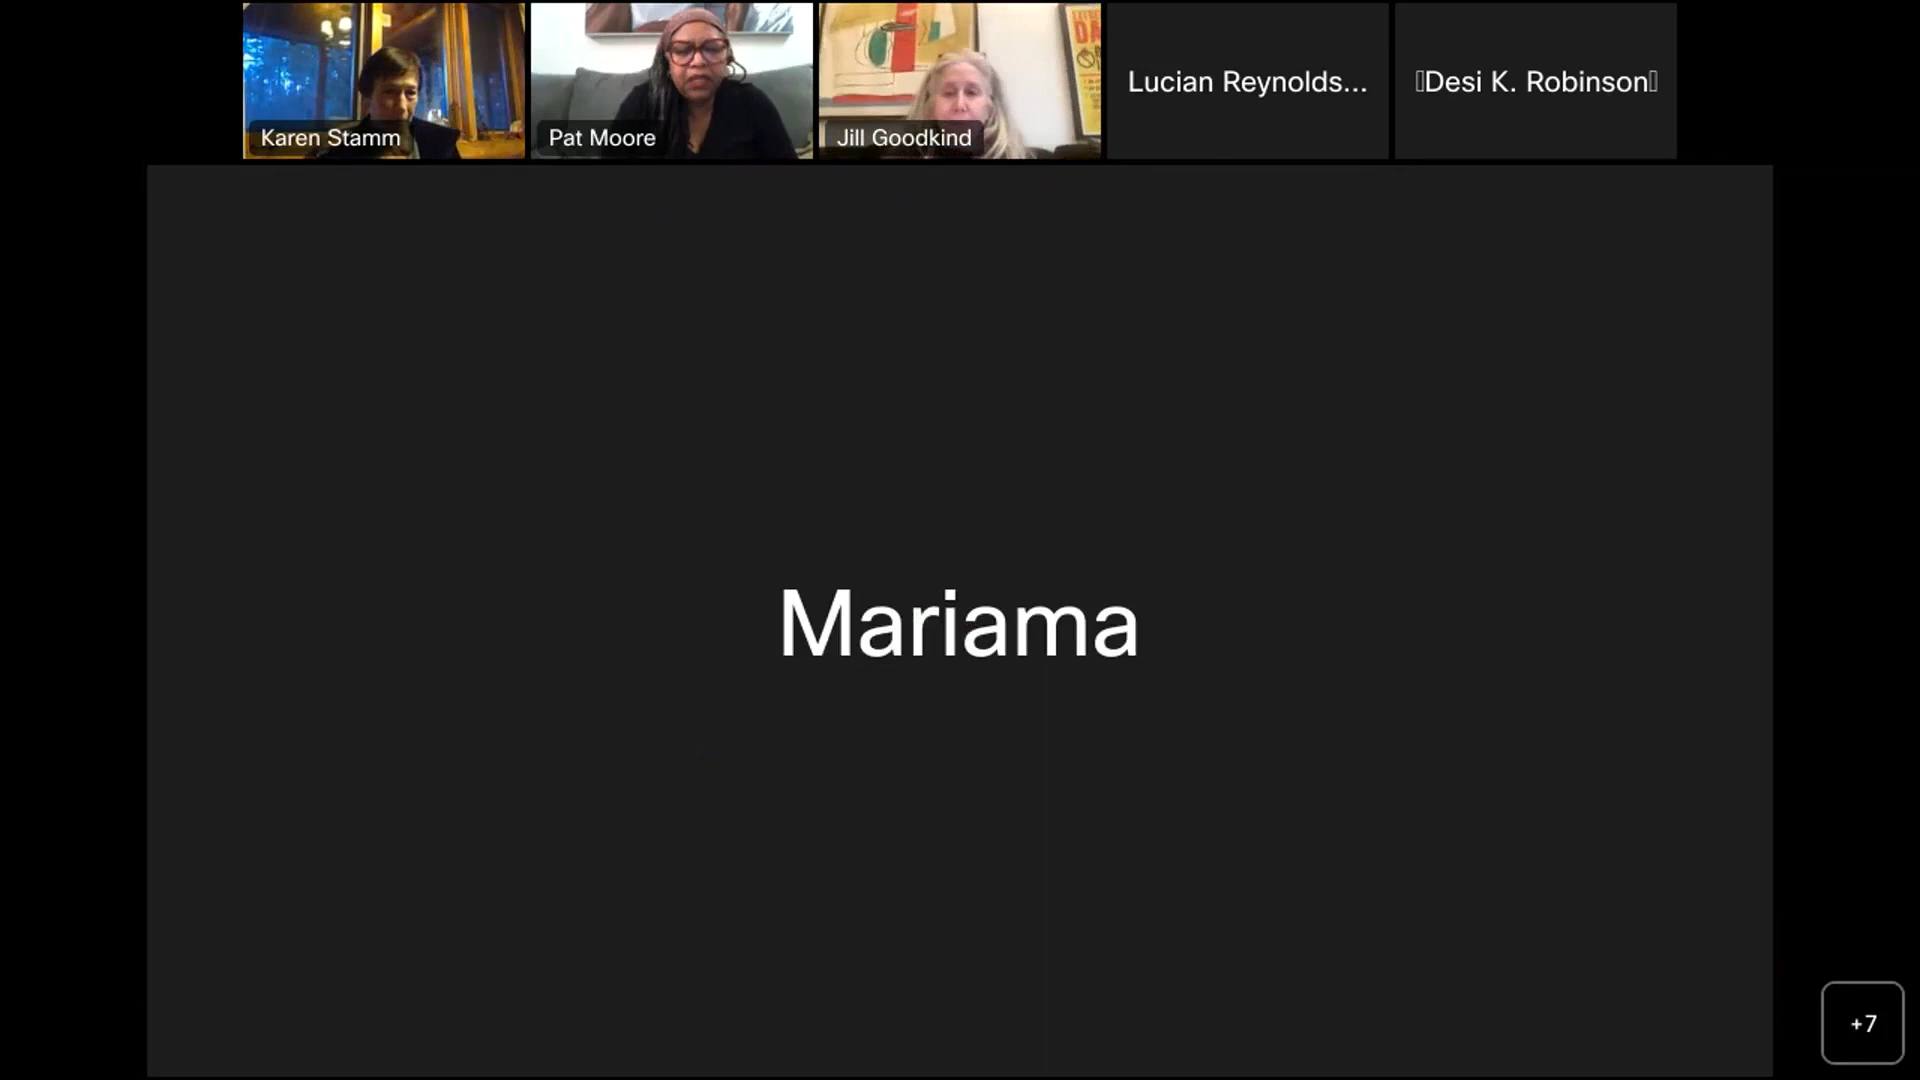 Karen Stamm
Pat Moore
Jill Goodkind
Lucian Reynolds...
▯Desi K. Robinson▯
Mariama
+7